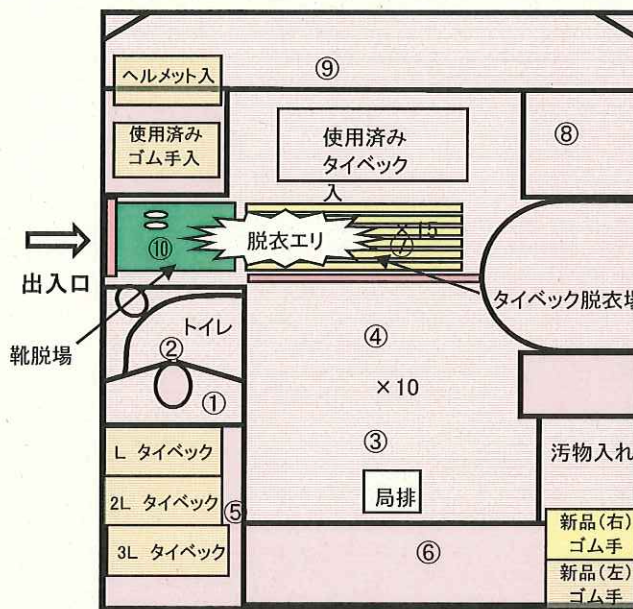 ⑨
ヘルメット入
使用済み
ゴム手入
使用済み
タイベック
入
⑧
脱衣エリ
×15
⑦
⑩
出入口
タイベック脱衣場
靴脱場
トイレ
②
①
④
×10
③
局排
汚物入れ
L タイベック
2L タイベック
3L タイベック
⑤
⑥
新品(右)
ゴム手
新品(左)
ゴム手